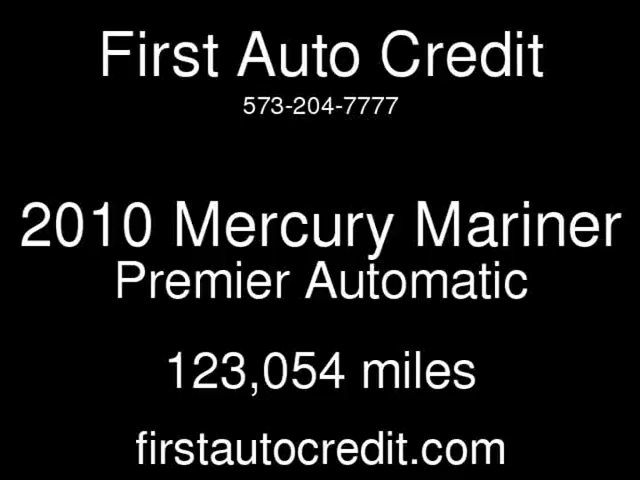 First Auto Credit
573-204-7777
2010 Mercury Mariner
Premier Automatic
123,054 miles
firstautocredit.com